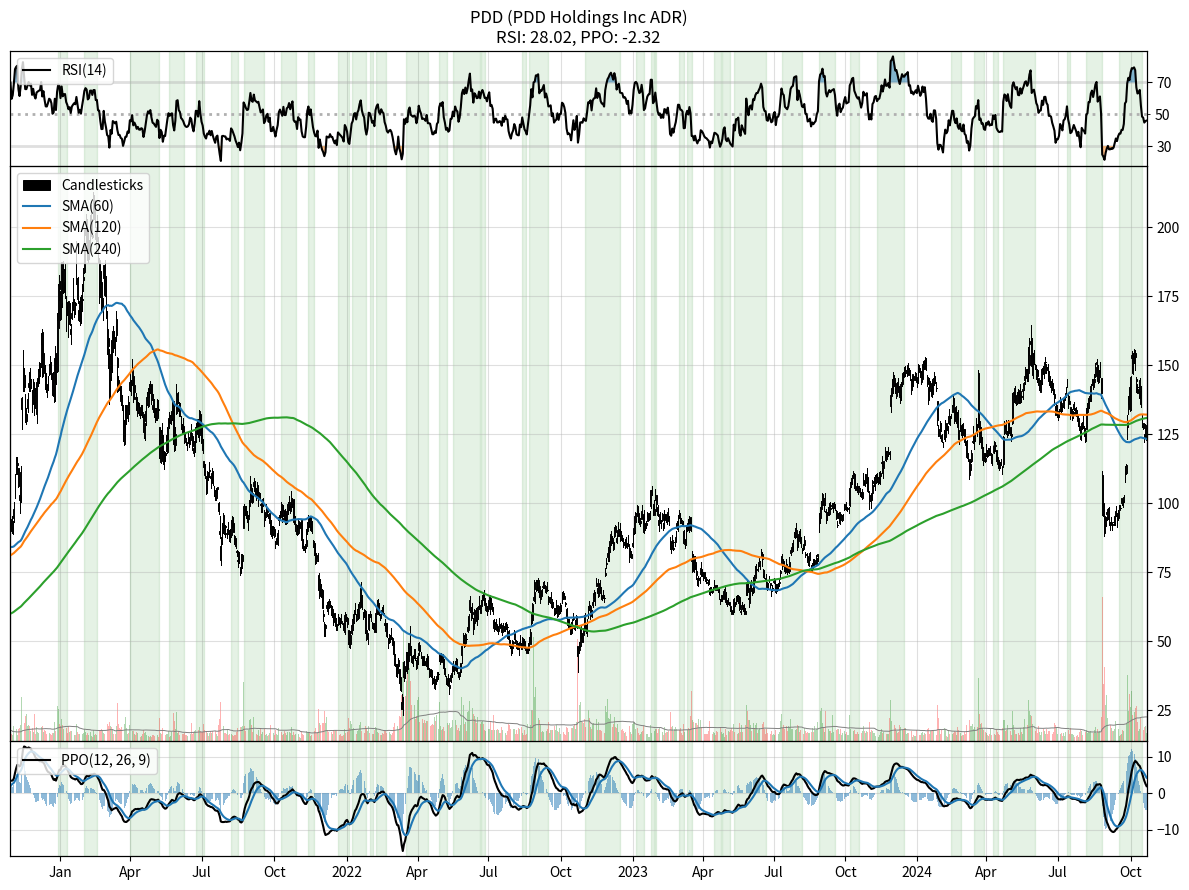 PDD (PDD Holdings Inc ADR)
RSI: 28.02, PPO: -2.32
RSI(14)
70
50
30
Candlesticks
SMA(60)
SMA(120)
SMA(240)
200
175
150
125
100
75
50
25
PPO(12, 26, 9)
10
0
−10
Jan Apr Jul Oct 2022 Apr Jul Oct 2023 Apr Jul Oct 2024 Apr Jul Oct